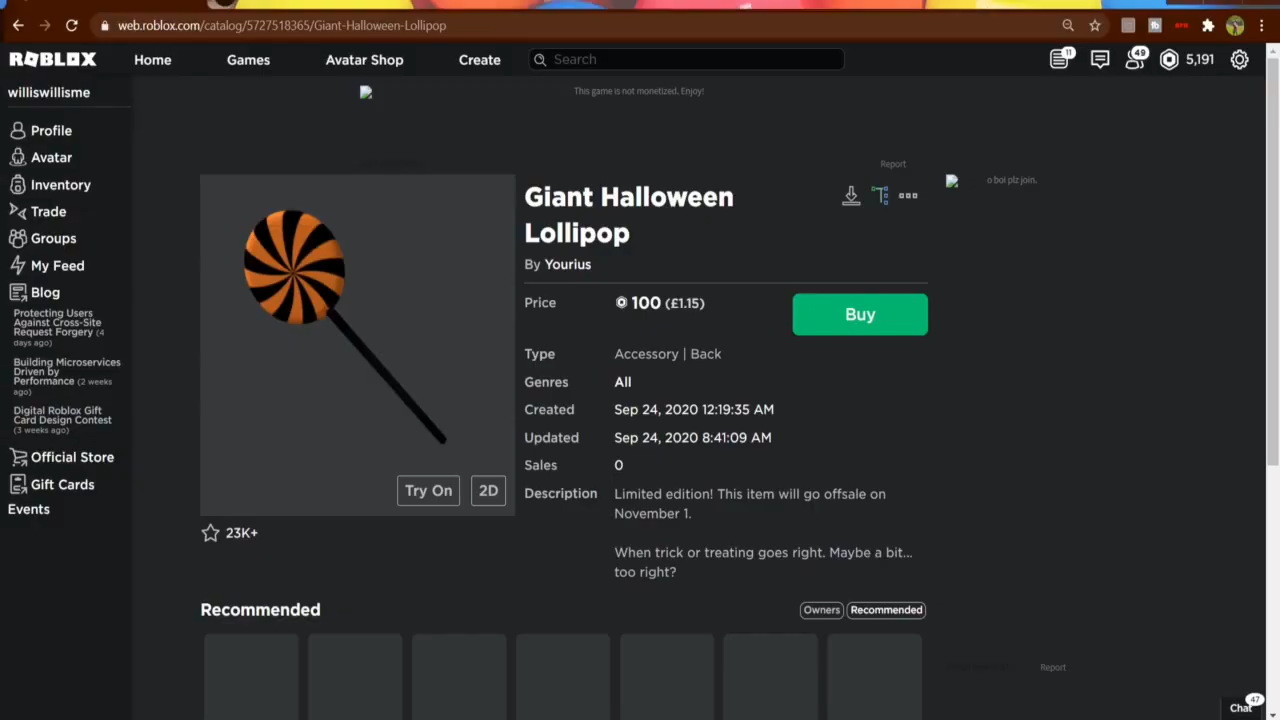 web.roblox.com/catalog/5727518365/Giant-Halloween-Lollipop
ROBLOX
Home
Games
Avatar Shop
Create
Search
11
49
5,191
williswillisme
Profile
Avatar
Inventory
Trade
Groups
My Feed
Blog
Protecting Users
Against Cross-Site
Request Forgery (4
days ago)
Building Microservices
Driven by
Performance (2 weeks
ago)
Digital Roblox Gift
Card Design Contest
(3 weeks ago)
Official Store
Gift Cards
Events
This game is not monetized, Enjoy!
Report
o boi plz join.
Giant Halloween
Lollipop
By Yourius
Price
100 (£1.15)
Buy
Type
Accessory | Back
Genres
All
Created
Sep 24, 2020 12:19:35 AM
Updated
Sep 24, 2020 8:41:09 AM
Sales
0
Description
Limited edition! This item will go offsale on
November 1.
When trick or treating goes right. Maybe a bit...
too right?
Try On
2D
23K+
Recommended
Owners
Recommended
Report
Chat
47